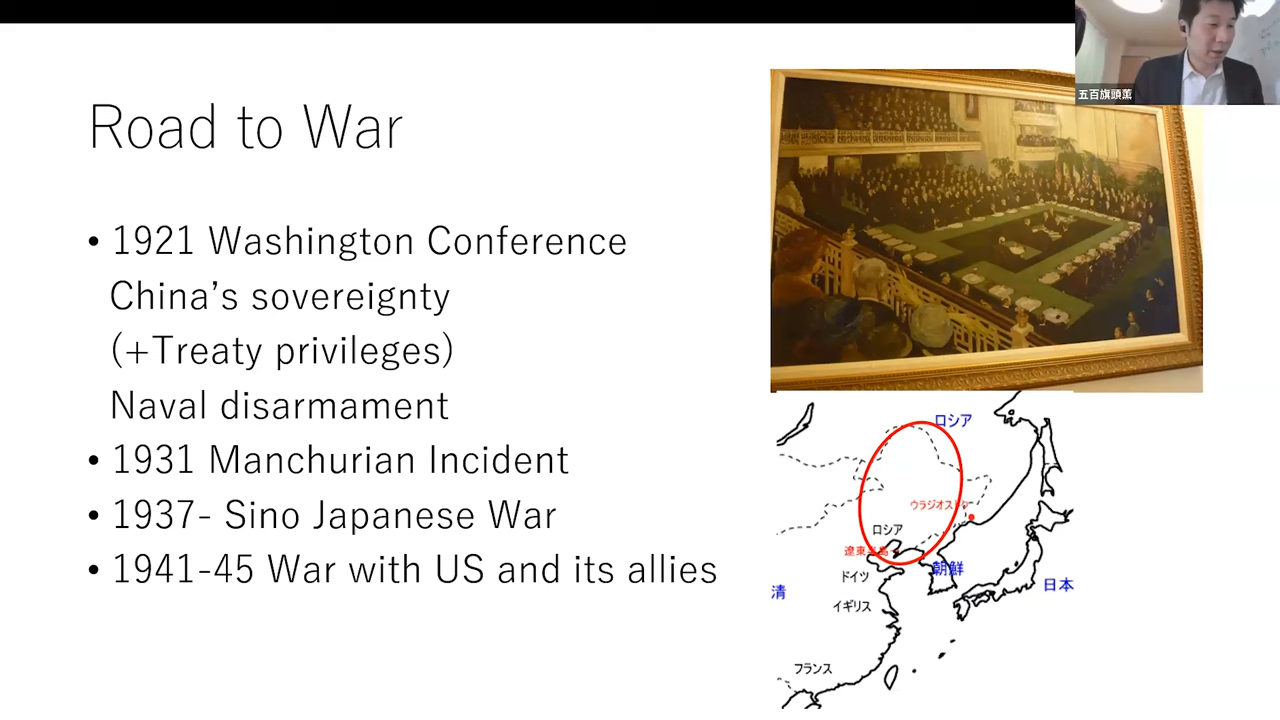 五百旗頭薫
Road to War
• 1921 Washington Conference
China's sovereignty
(+Treaty privileges)
Naval disarmament
• 1931 Manchurian Incident
• 1937- Sino Japanese War
• 1941-45 War with US and its allies
ロシア
ウラジオストク
ロシア
遼東半島
ドイツ
朝鮮
清
日本
イギリス
フランス